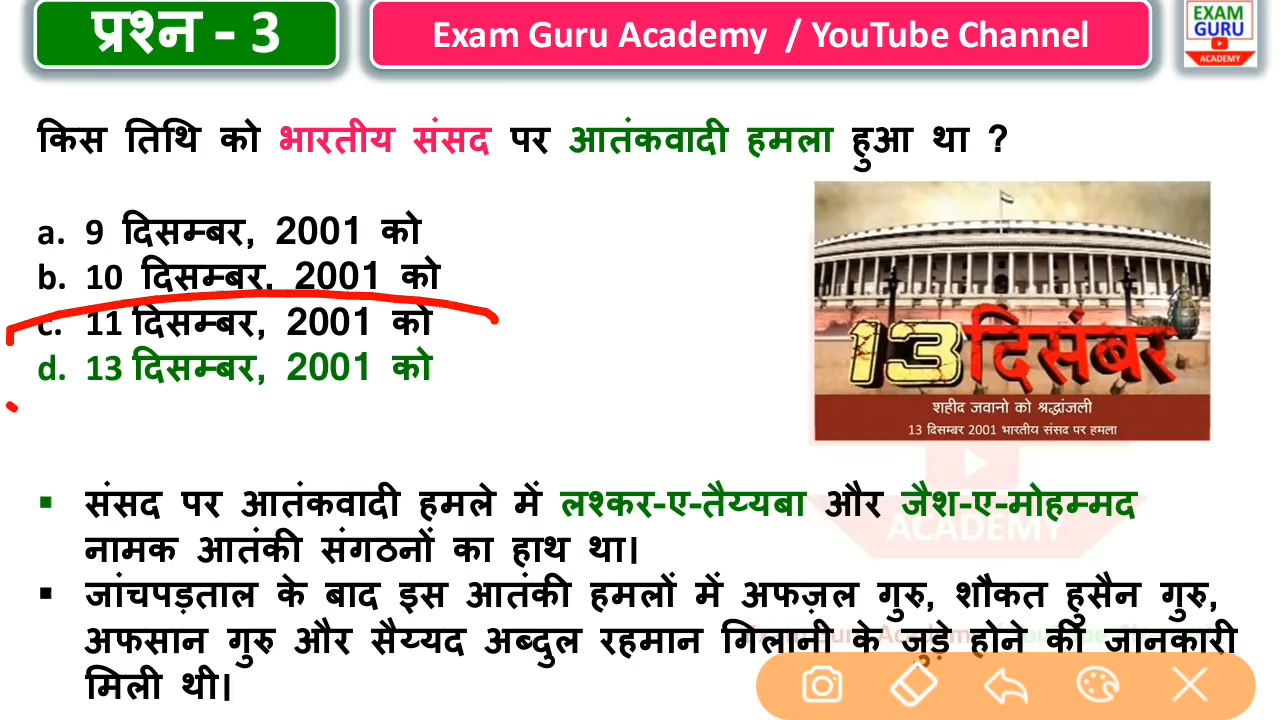 प्रश्न - 3
Exam Guru Academy / YouTube Channel
EXAM
GURU
ACADEMY
किस तिथि को भारतीय संसद पर आतंकवादी हमला हुआ था ?
a. 9 दिसम्बर, 2001 को
b. 10 दिसम्बर, 2001 को
c. 11 दिसम्बर, 2001 को
d. 13 दिसम्बर, 2001 को
13 दिसंबर
शहीद जवानो को श्रद्धांजली
13 दिसम्बर 2001 भारतीय संसद पर हमला
▪ संसद पर आतंकवादी हमले में लश्कर-ए-तैय्यबा और जैश-ए-मोहम्मद
ACADEMY
नामक आतंकी संगठनों का हाथ था।
▪ जांचपड़ताल के बाद इस आतंकी हमलों में अफज़ल गुरु, शौकत हुसैन गुरु,
अफसान गुरु और सैय्यद अब्दुल रहमान गिलानी के जुड़े होने की जानकारी
मिली थी।